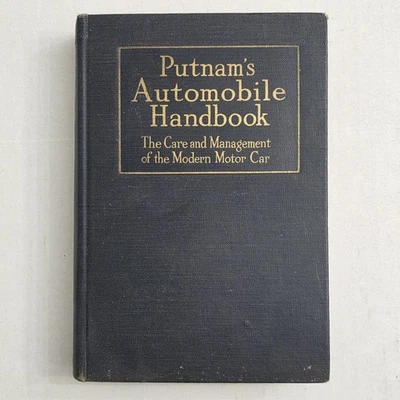 Putnam's
Automobile
Handbook
The Care and Management
of the Modern Motor Car